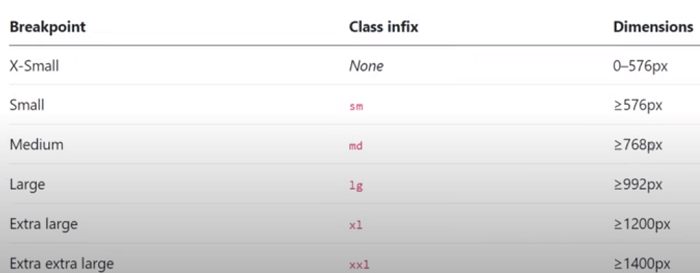 Breakpoint Class infix Dimensions
X-Small None 0–576px
Small sm ≥576px
Medium md ≥768px
Large lg ≥992px
Extra large xl ≥1200px
Extra extra large xxl ≥1400px